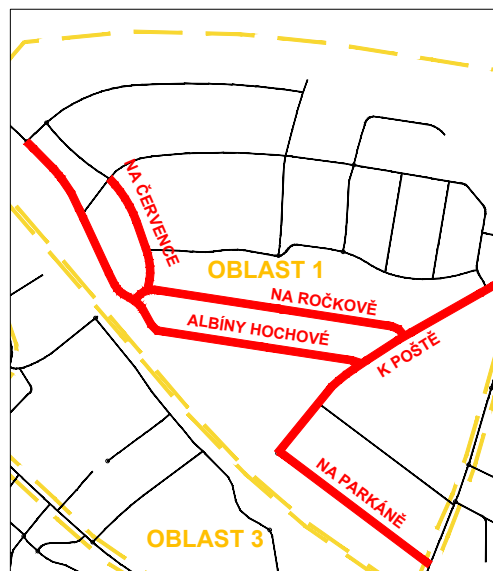 NA ČERVENCE
OBLAST 1
NA ROČKOVĚ
ALBÍNY HOCHOVÉ
K POŠTĚ
NA PARKÁNĚ
OBLAST 3